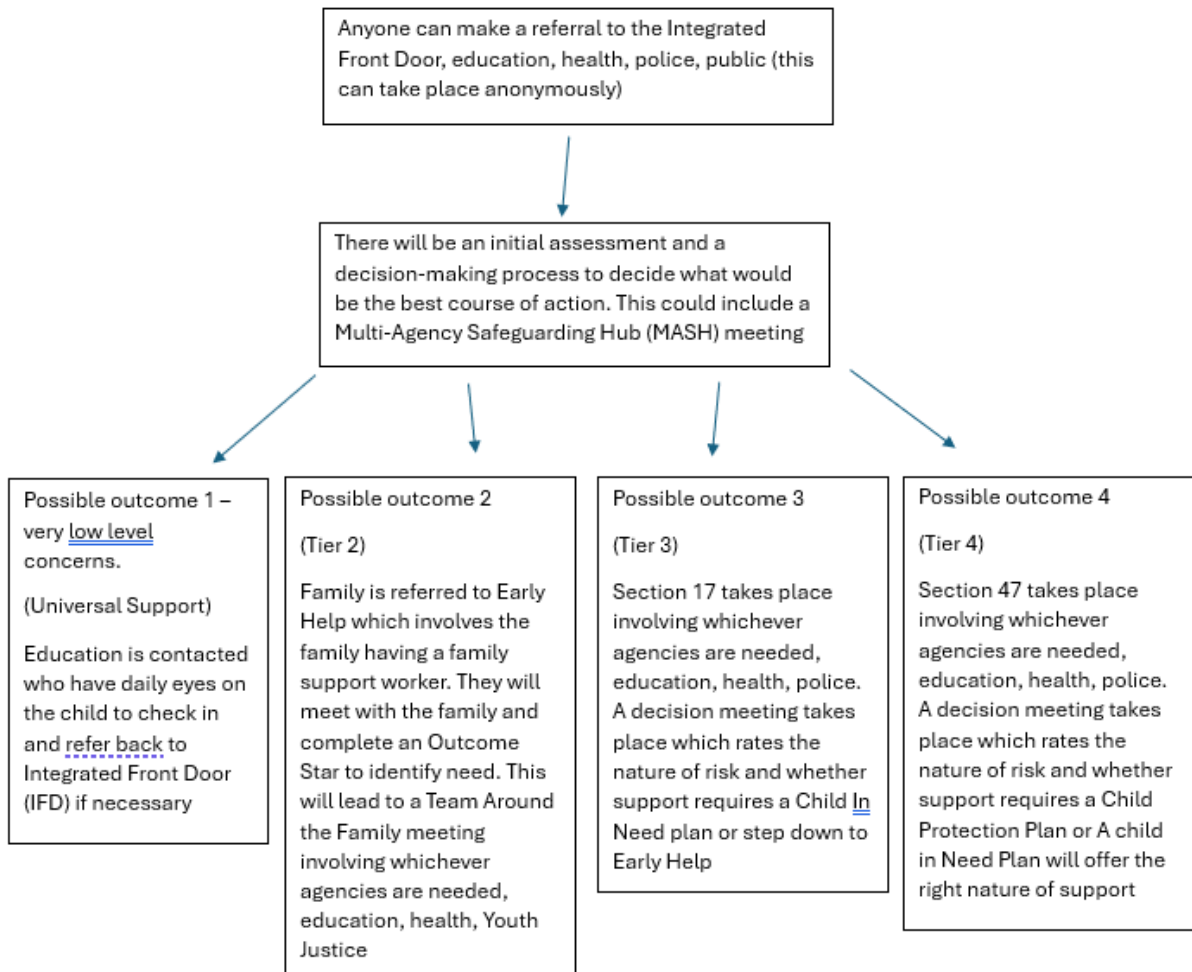 Anyone can make a referral to the Integrated
Front Door, education, health, police, public (this
can take place anonymously)
There will be an initial assessment and a
decision-making process to decide what would
be the best course of action. This could include a
Multi-Agency Safeguarding Hub (MASH) meeting
Possible outcome 1 –
very low level
concerns.
(Universal Support)
Education is contacted
who have daily eyes on
the child to check in
and refer back to
Integrated Front Door
(IFD) if necessary
Possible outcome 2
(Tier 2)
Family is referred to Early
Help which involves the
family having a family
support worker. They will
meet with the family and
complete an Outcome
Star to identify need. This
will lead to a Team Around
the Family meeting
involving whichever
agencies are needed,
education, health, Youth
Justice
Possible outcome 3
(Tier 3)
Section 17 takes place
involving whichever
agencies are needed,
education, health, police.
A decision meeting takes
place which rates the
nature of risk and whether
support requires a Child In
Need plan or step down to
Early Help
Possible outcome 4
(Tier 4)
Section 47 takes place
involving whichever
agencies are needed,
education, health, police.
A decision meeting takes
place which rates the
nature of risk and whether
support requires a Child
Protection Plan or A child
in Need Plan will offer the
right nature of support